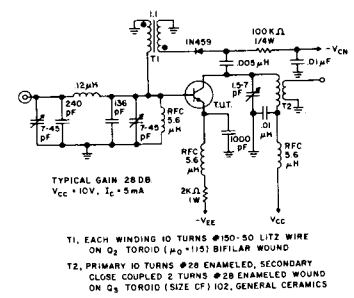 1:1
T1
1N459
100KΩ
1/4W
-VCN
.005μH
.01μF
12μH
1.5-7
pF
T2
240
pF
7-45
pF
136
pF
7-45
pF
RFC
5.6
μH
T.U.T.
.01
μH
1000
pF
RFC
5.6
μH
RFC
5.6
μH
2KΩ
1W
-VEE
VCC
TYPICAL GAIN 28 DB.
VCC = 10V, IC = 5mA
T1, EACH WINDING 10 TURNS #150-50 LITZ WIRE
ON Q2 TOROID (μo =115) BIFILAR WOUND
T2, PRIMARY 10 TURNS #28 ENAMELED, SECONDARY
CLOSE COUPLED 2 TURNS #28 ENAMELED WOUND
ON Q3 TOROID (SIZE CF) 102, GENERAL CERAMICS